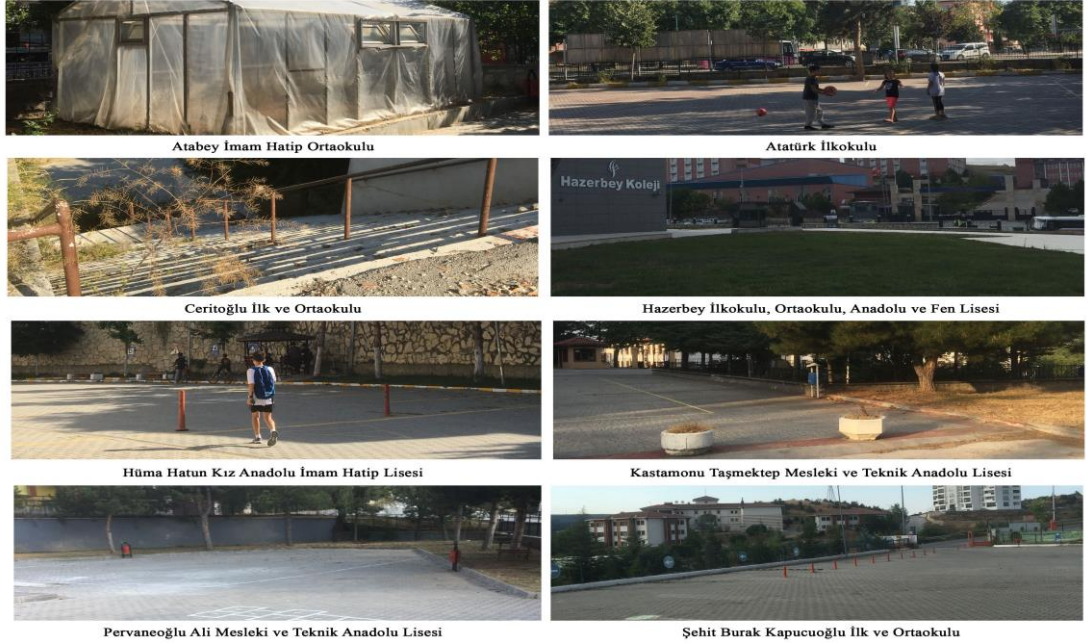 Atabey İmam Hatip Ortaokulu
Atatürk İlkokulu
Hazerbey Koleji
Ceritoğlu İlk ve Ortaokulu
Hazerbey İlkokulu, Ortaokulu, Anadolu ve Fen Lisesi
Hüma Hatun Kız Anadolu İmam Hatip Lisesi
Kastamonu Taşmektep Mesleki ve Teknik Anadolu Lisesi
Pervaneoğlu Ali Mesleki ve Teknik Anadolu Lisesi
Şehit Burak Kapucuoğlu İlk ve Ortaokulu